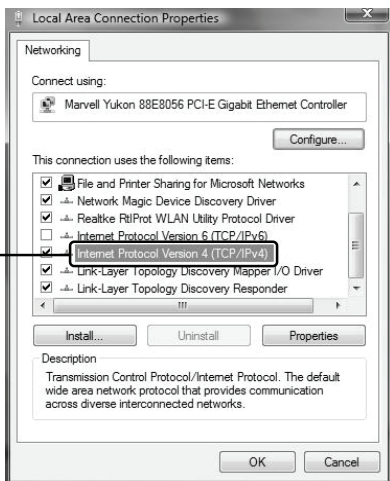 Local Area Connection Properties
Networking
Connect using:
Marvell Yukon 88E8056 PCI-E Gigabit Ethernet Controller
Configure...
This connection uses the following items:
File and Printer Sharing for Microsoft Networks
Network Magic Device Discovery Driver
Realtke RtlProt WLAN Utility Protocol Driver
Internet Protocol Version 6 (TCP/IPv6)
Internet Protocol Version 4 (TCP/IPv4)
Link-Layer Topology Discovery Mapper I/O Driver
Link-Layer Topology Discovery Responder
Install... Uninstall Properties
Description
Transmission Control Protocol/Internet Protocol. The default
wide area network protocol that provides communication
across diverse interconnected networks.
OK Cancel